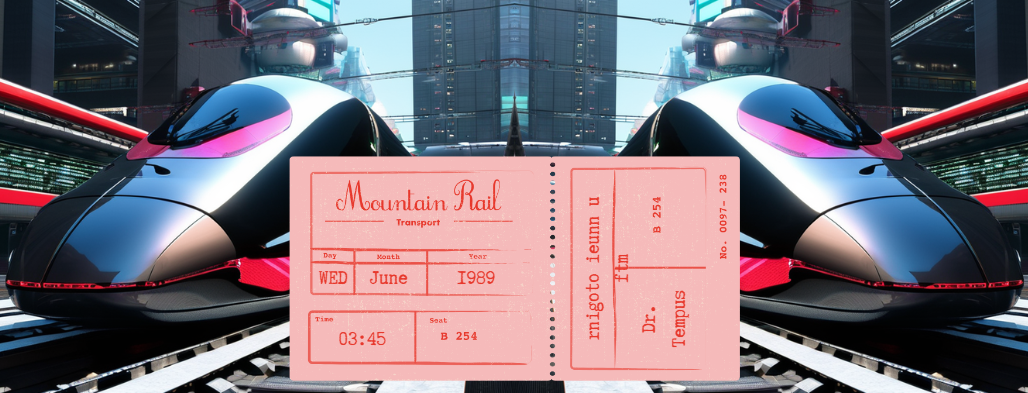 Mountain Rail
Transport
Day Month Year
WED June 1989
Time Seat
03:45 B 254
rnigoto ieunn u
ftm
B 254
Dr.
Tempus
No. 0097- 238